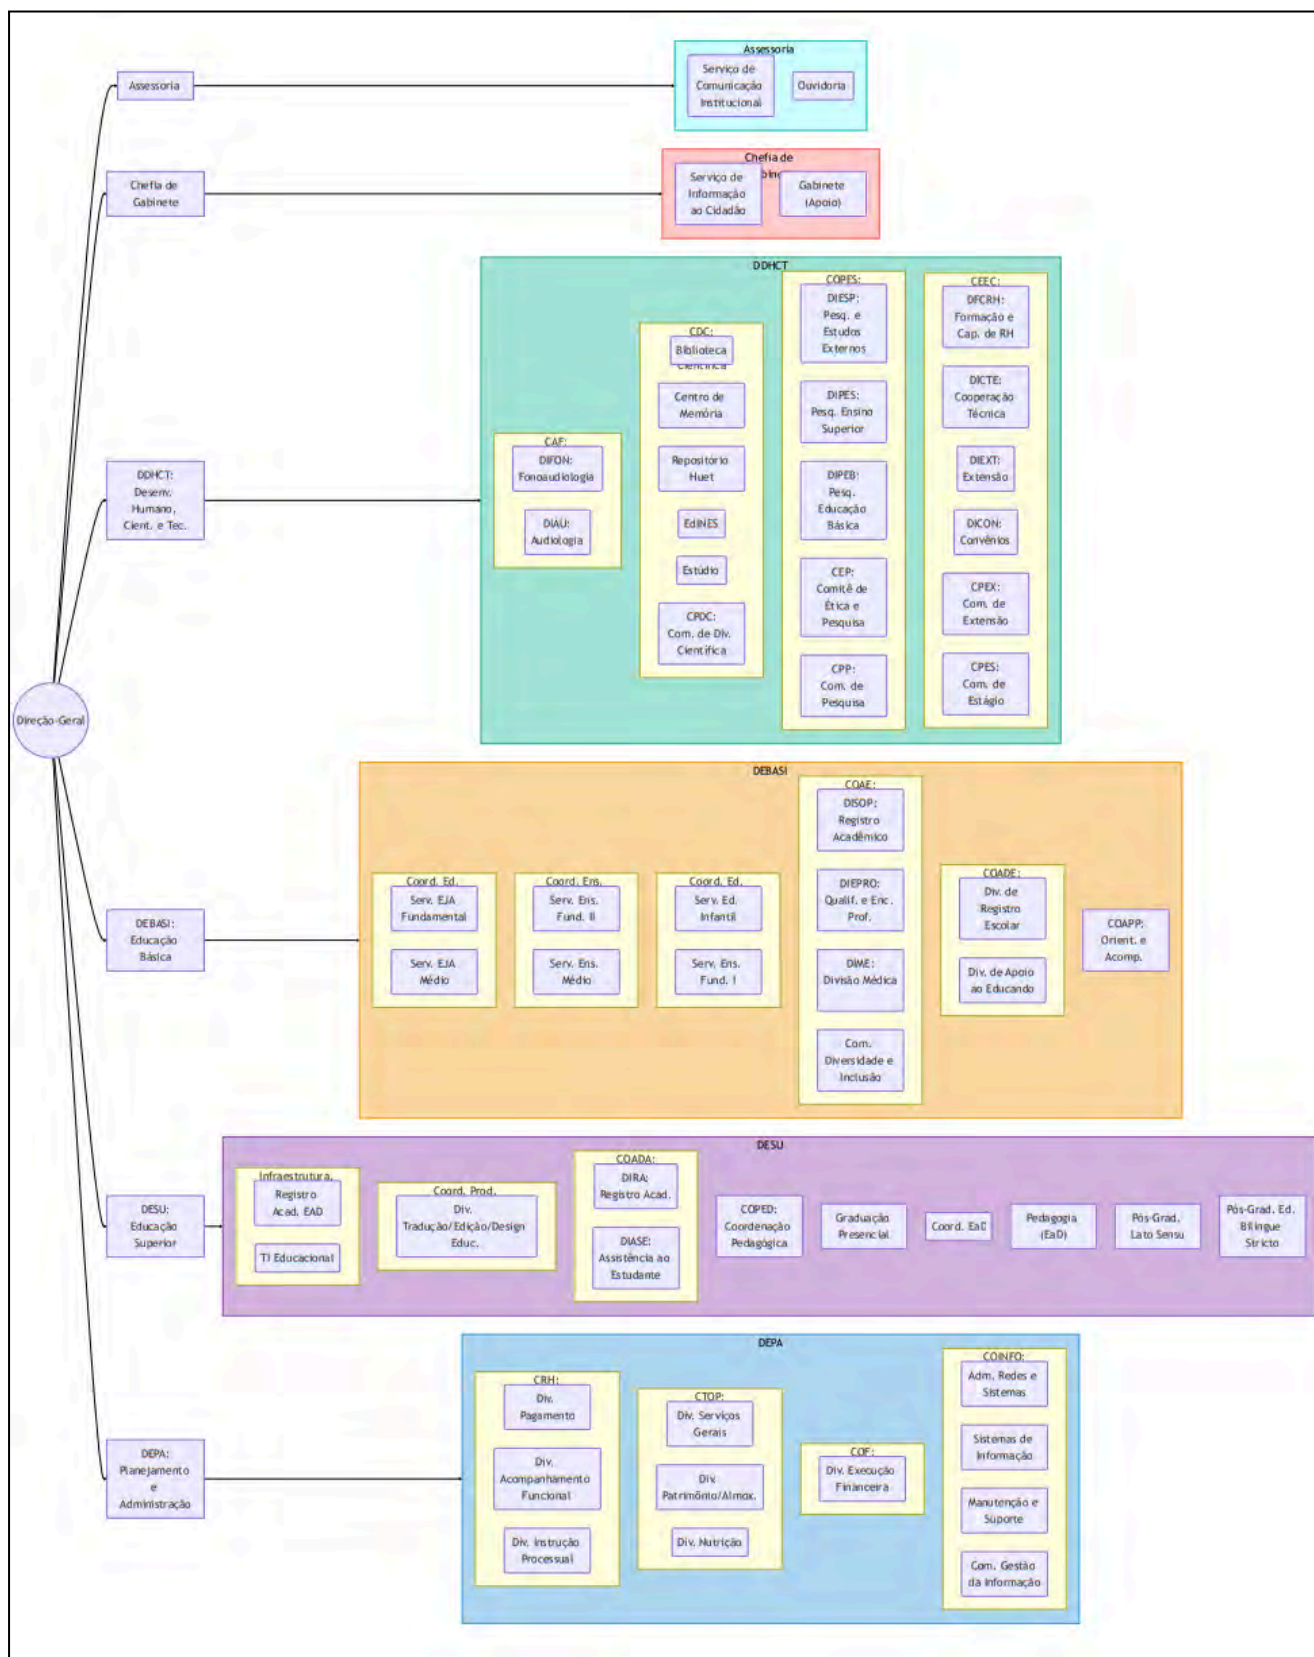 Assessoria
Assessoria
Serviço de
Comunicação
Institucional
Ouvidoria
Chefia de
Gabinete
Chefia de
Serviço de
Informação
ao Cidadão
Gabinete
(Apoio)
DDHCT:
Desenv.
Humano,
Cient. e Tec.
DDHCT
CAF:
DIFON:
Fonoaudiologia
DIAU:
Audiologia
CDC:
Biblioteca
Científica
Centro de
Memória
Repositório
Huet
EdINES
Estúdio
CPDC:
Com. de Div.
Científica
COPES:
DIESP:
Pesq. e
Estudos
Externos
DIPES:
Pesq. Ensino
Superior
DIPEB:
Pesq.
Educação
Básica
CEP:
Comitê de
Ética e
Pesquisa
CPP:
Com. de
Pesquisa
CEEC:
DFCRH:
Formação e
Cap. de RH
DICTE:
Cooperação
Técnica
DIEXT:
Extensão
DICON:
Convênios
CPEX:
Com. de
Extensão
CPES:
Com. de
Estágio
Direção-Geral
DEBASI:
Educação
Básica
DEBASI
Coord. Ed.
Serv. EJA
Fundamental
Serv. EJA
Médio
Coord. Ens.
Serv. Ens.
Fund. II
Serv. Ens.
Médio
Coord. Ed.
Serv. Ed.
Infantil
Serv. Ens.
Fund. I
COAE:
DISOP:
Registro
Acadêmico
DIEPRO:
Qualif. e Enc.
Prof.
DIME:
Divisão Médica
Com.
Diversidade e
Inclusão
COADE:
Div. de
Registro
Escolar
Div. de Apoio
ao Educando
COAPP:
Orient. e
Acomp.
DESU:
Educação
Superior
DESU
Infraestrutura.
Registro
Acad. EAD
TI Educacional
Coord. Prod.
Div.
Tradução/Edição/Design
Educ.
COADA:
DIRA:
Registro Acad.
DIASE:
Assistência ao
Estudante
COPED:
Coordenação
Pedagógica
Graduação
Presencial
Coord. EaD
Pedagogia
(EaD)
Pós-Grad.
Lato Sensu
Pós-Grad. Ed.
Bilingue
Stricto
DEPA:
Planejamento
e
Administração
DEPA
CRH:
Div.
Pagamento
Div.
Acompanhamento
Funcional
Div. Instrução
Processual
CTOP:
Div. Serviços
Gerais
Div.
Patrimônio/Almox.
Div. Nutrição
COF:
Div. Execução
Financeira
COINFO:
Adm. Redes e
Sistemas
Sistemas de
Informação
Manutenção e
Suporte
Com. Gestão
da Informação